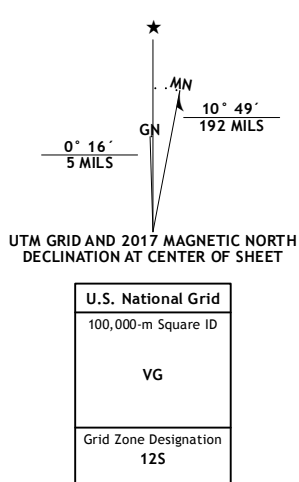 MN
10° 49´
192 MILS
GN
0° 16´
5 MILS
UTM GRID AND 2017 MAGNETIC NORTH
DECLINATION AT CENTER OF SHEET
U.S. National Grid
100,000-m Square ID
VG
Grid Zone Designation
12S